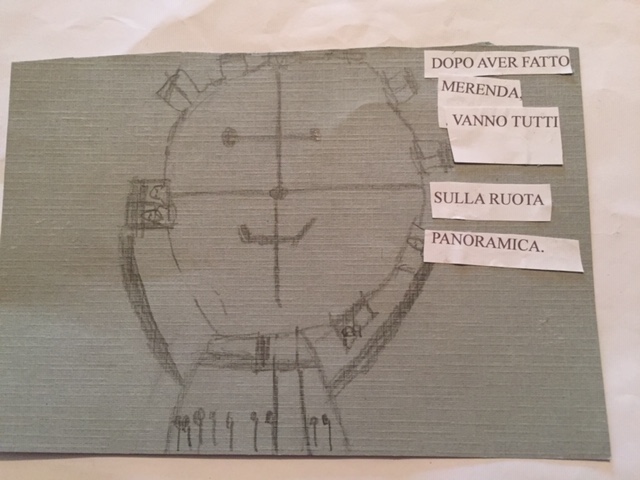 DOPO AVER FATTO
MERENDA,
, VANNO TUTTI
SULLA RUOTA
PANORAMICA.